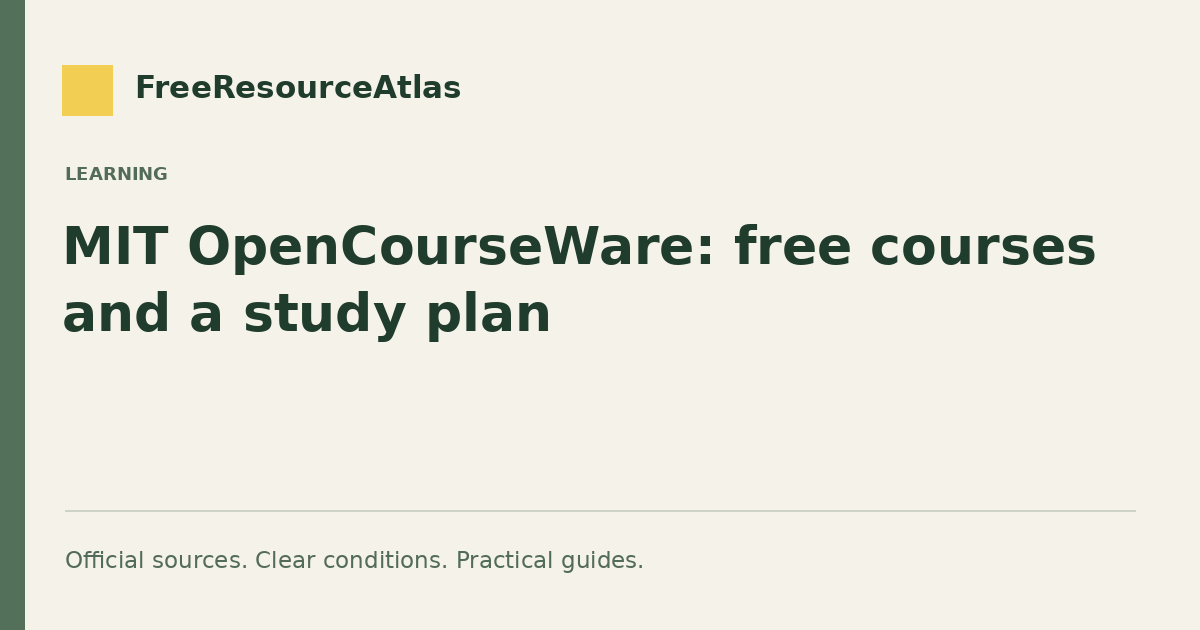 FreeResourceAtlas
LEARNING
MIT OpenCourseWare: free courses
and a study plan
Official sources. Clear conditions. Practical guides.